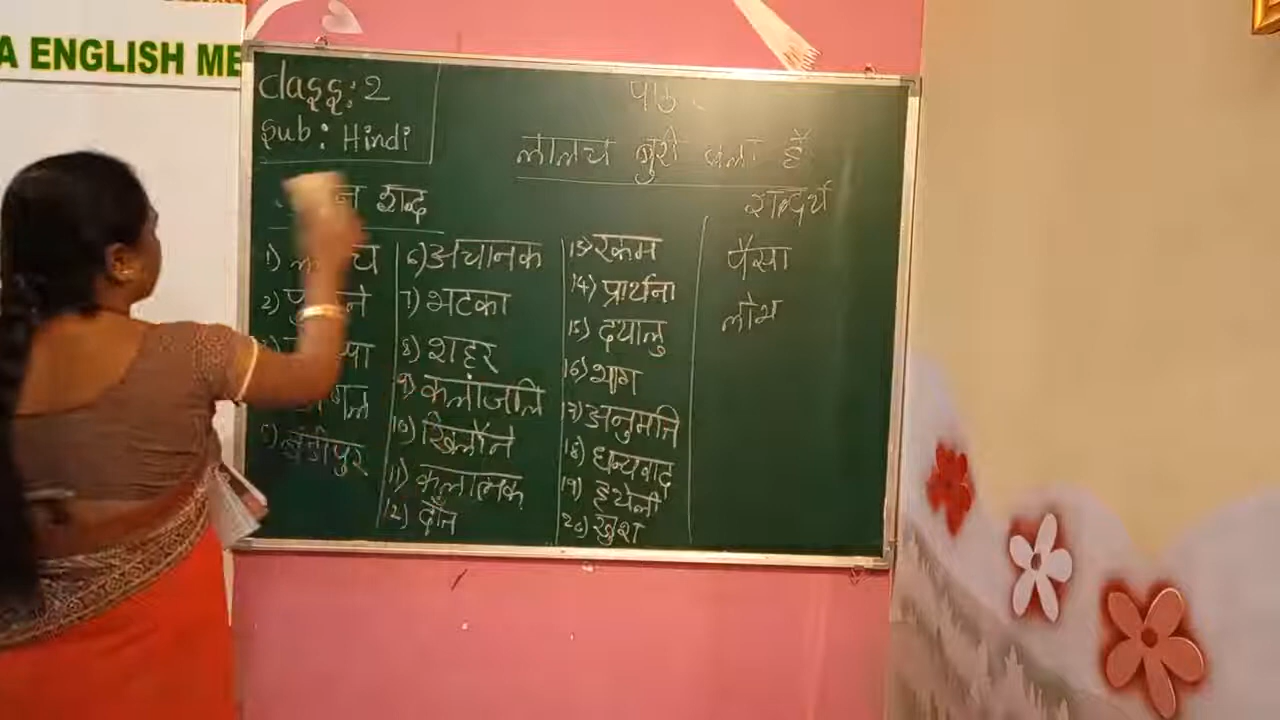 A ENGLISH ME
Class: 2
Sub: Hindi
पाठ
लालच बुरी बला है
शब्द
शब्दार्थ
1)
2)
5) बंडीपुर
6) अचानक
7) भटका
8) शहर
9) कलांजलि
10) खिलौने
11) कलात्मक
12) दाँत
13) रकम
14) प्रार्थना
15) दयालु
16) भाग
17) अनुमति
18) धन्यवाद
19) हथेली
20) खुश
पैसा
लोभ